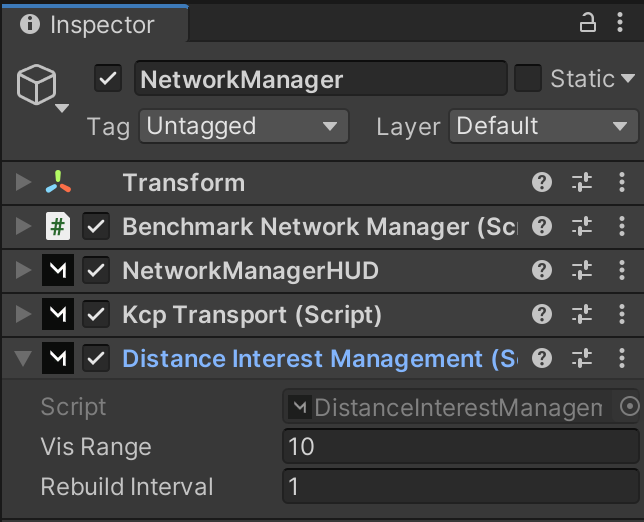 Inspector
NetworkManager Static
Tag Untagged Layer Default
Transform
# Benchmark Network Manager (Sc
NetworkManagerHUD
Kcp Transport (Script)
Distance Interest Management (S
Script DistanceInterestManagem
Vis Range 10
Rebuild Interval 1